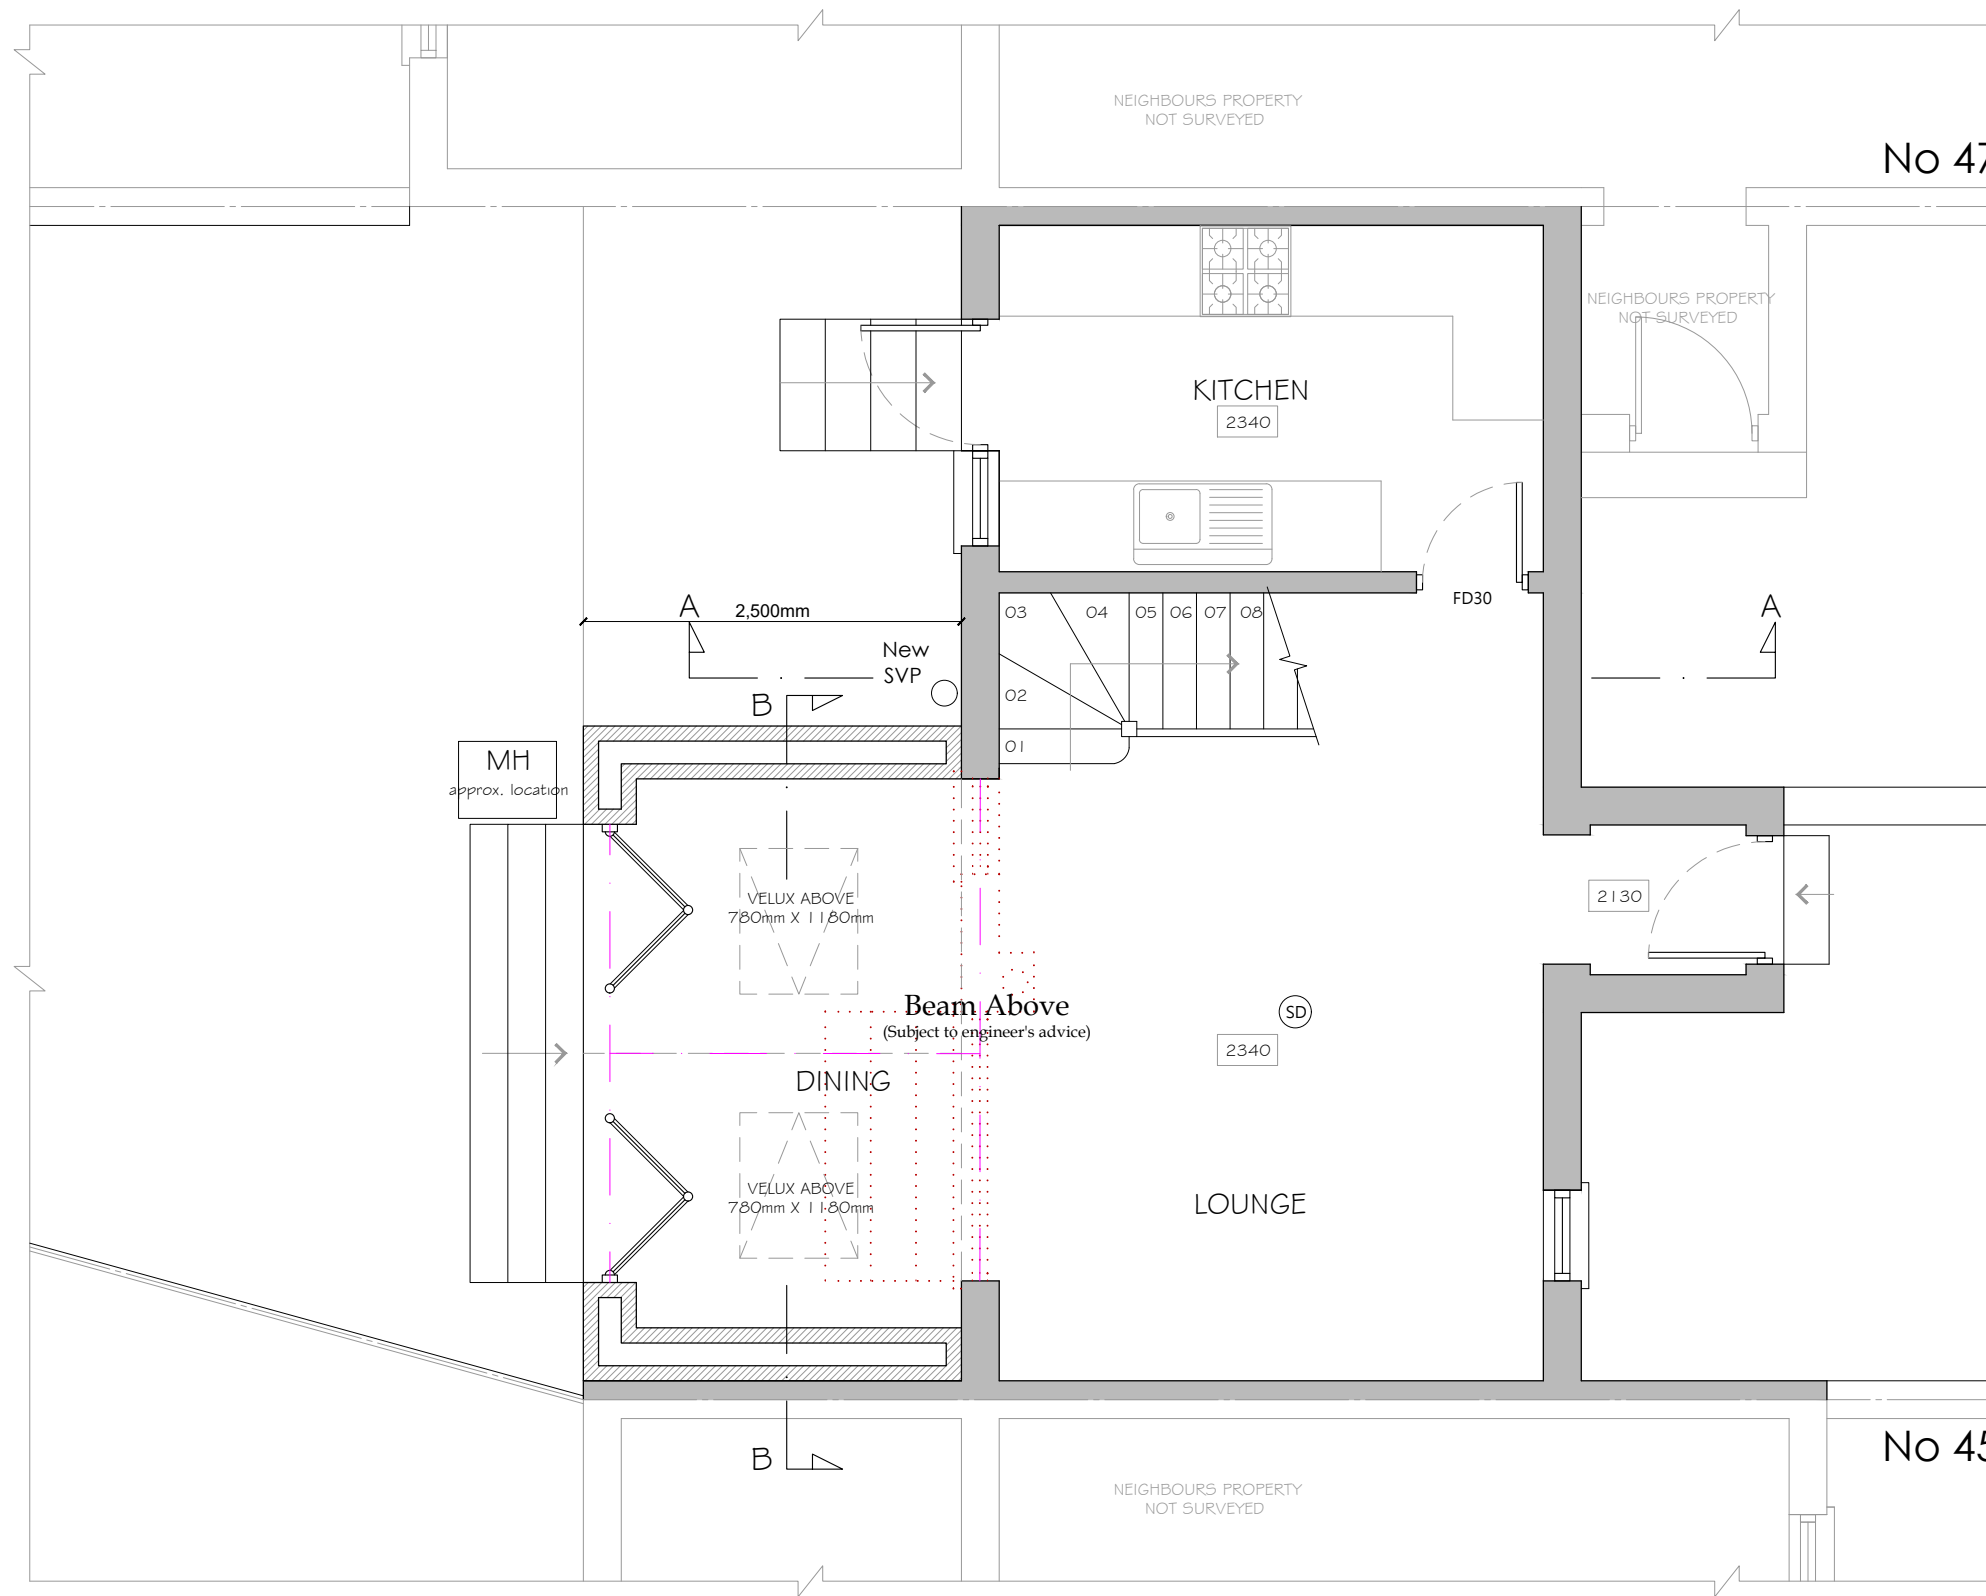 NEIGHBOURS PROPERTY
NOT SURVEYED
No 47
NEIGHBOURS PROPERTY
NOT SURVEYED
KITCHEN
2340
FD30
A
2,500mm
A
New
SVP
B
03
04
05
06
07
08
02
01
MH
approx. location
VELUX ABOVE
780mm X 1180mm
2130
Beam Above
(Subject to engineer's advice)
SD
2340
DINING
VELUX ABOVE
780mm X 1180mm
LOUNGE
B
No 45
NEIGHBOURS PROPERTY
NOT SURVEYED